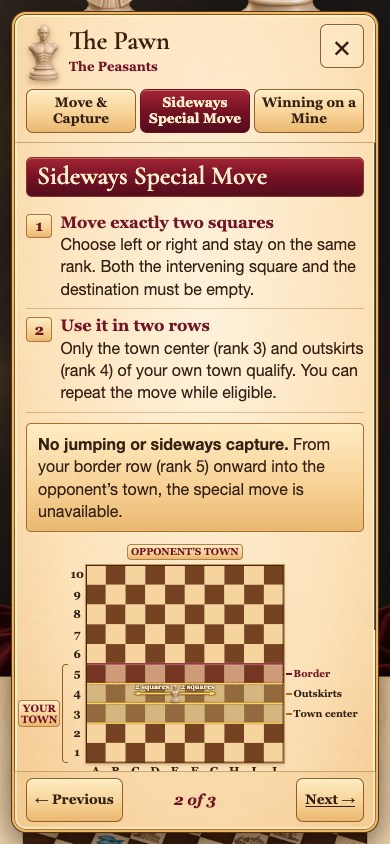 The Pawn
The Peasants
×
Move &
Capture
Sideways
Special Move
Winning on a
Mine
Sideways Special Move
1
Move exactly two squares
Choose left or right and stay on the same
rank. Both the intervening square and the
destination must be empty.
2
Use it in two rows
Only the town center (rank 3) and outskirts
(rank 4) of your own town qualify. You can
repeat the move while eligible.
No jumping or sideways capture. From
your border row (rank 5) onward into the
opponent's town, the special move is
unavailable.
OPPONENT'S TOWN
10
9
8
7
6
5
Border
2 squares 2 squares
4
Outskirts
YOUR
TOWN
3
Town center
2
1
A B C D E F G H I J
← Previous
2 of 3
Next →